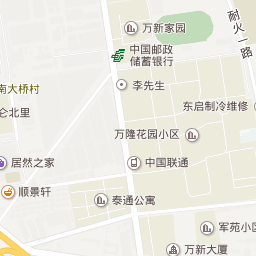 万新家园
耐火一路
中国邮政
储蓄银行
南大桥村
李先生
东启制冷维修
仑北里
万隆花园小区
居然之家
中国联通
顺景轩
泰通公寓
军苑小区
万新大厦